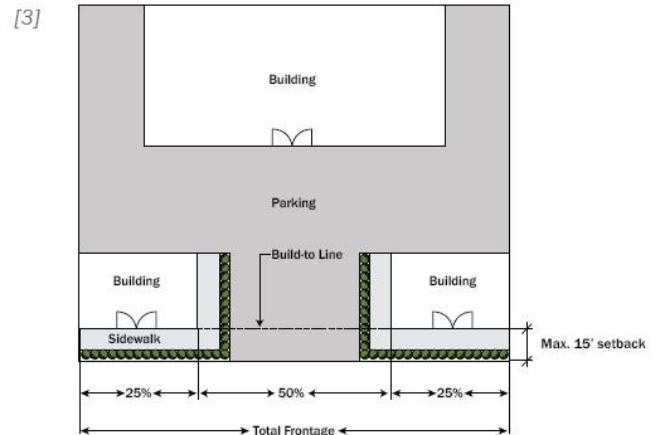 [3]
Building
Parking
Build-to Line
Building
Building
Sidewalk
Max. 15' setback
25%
50%
25%
Total Frontage